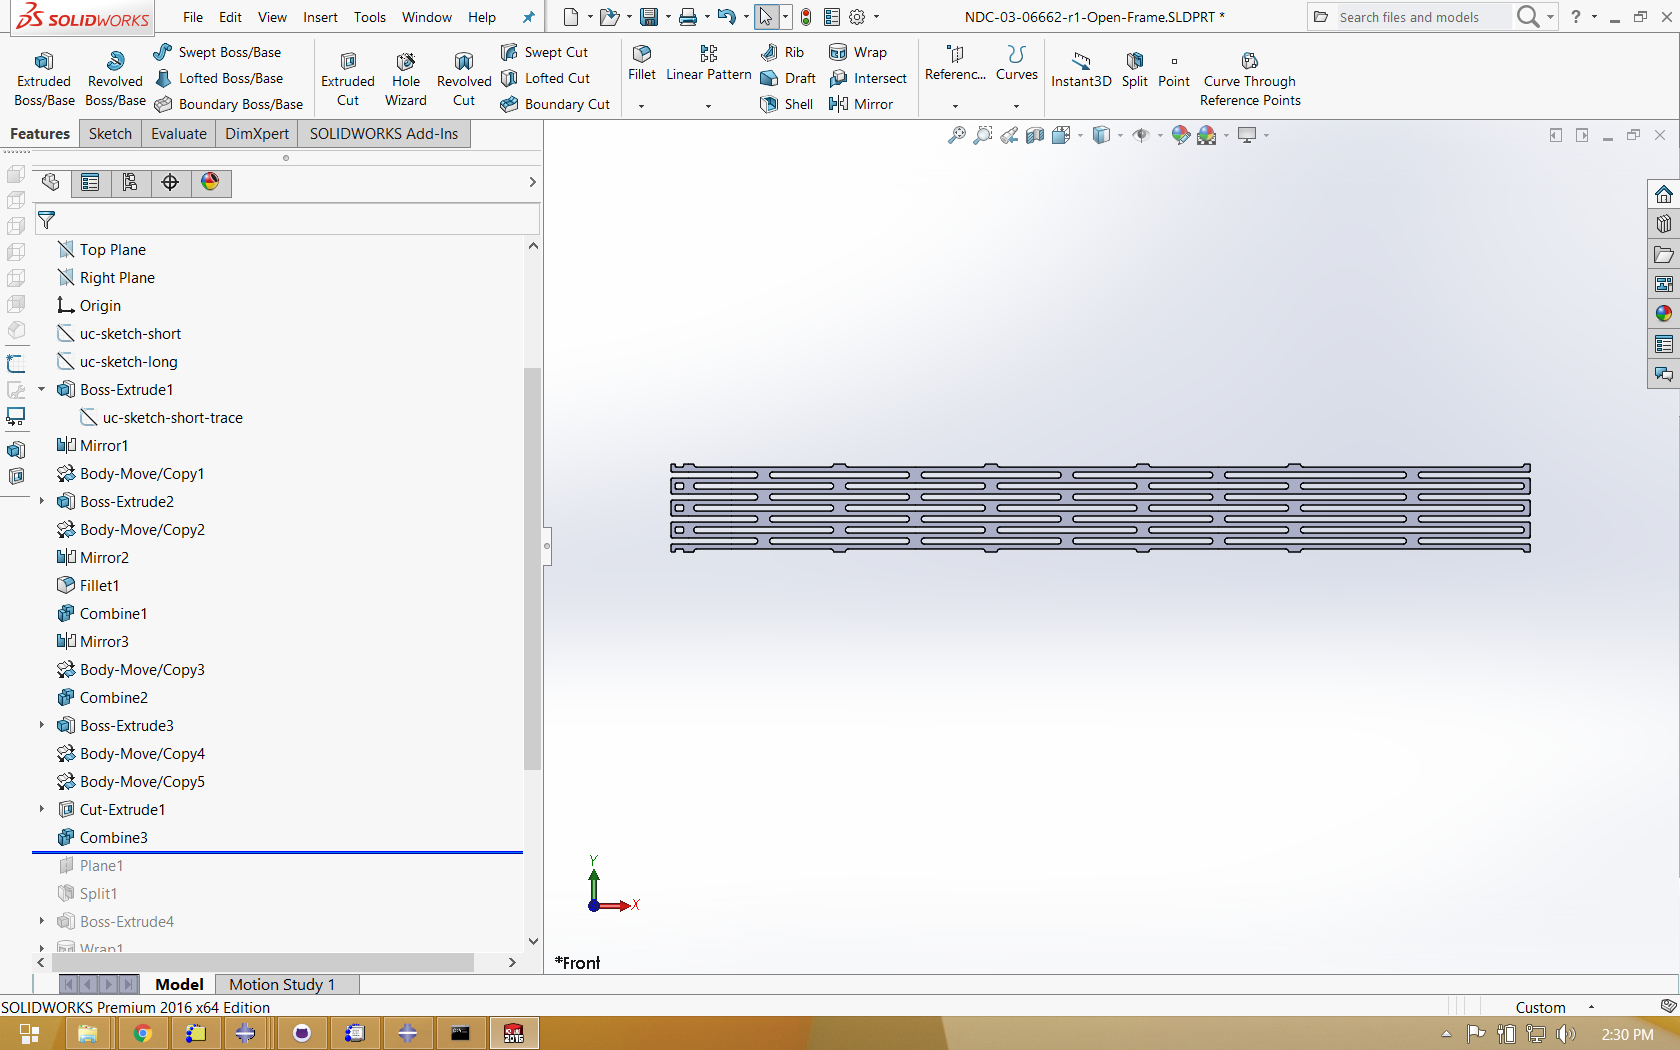 SOLIDWORKS
File Edit View Insert Tools Window Help
NDC-03-06662-r1-Open-Frame.SLDPRT *
Search files and models
?
Extruded Boss/Base
Revolved Boss/Base
Swept Boss/Base
Lofted Boss/Base
Boundary Boss/Base
Extruded Cut
Hole Wizard
Revolved Cut
Swept Cut
Lofted Cut
Boundary Cut
Fillet
Linear Pattern
Rib
Draft
Shell
Wrap
Intersect
Mirror
Referenc...
Curves
Instant3D
Split
Point
Curve Through Reference Points
Features Sketch Evaluate DimXpert SOLIDWORKS Add-Ins
Top Plane
Right Plane
Origin
uc-sketch-short
uc-sketch-long
Boss-Extrude1
uc-sketch-short-trace
Mirror1
Body-Move/Copy1
Boss-Extrude2
Body-Move/Copy2
Mirror2
Fillet1
Combine1
Mirror3
Body-Move/Copy3
Combine2
Boss-Extrude3
Body-Move/Copy4
Body-Move/Copy5
Cut-Extrude1
Combine3
Plane1
Split1
Boss-Extrude4
Wrap1
Y
X
*Front
Model Motion Study 1
SOLIDWORKS Premium 2016 x64 Edition
Custom
2:30 PM